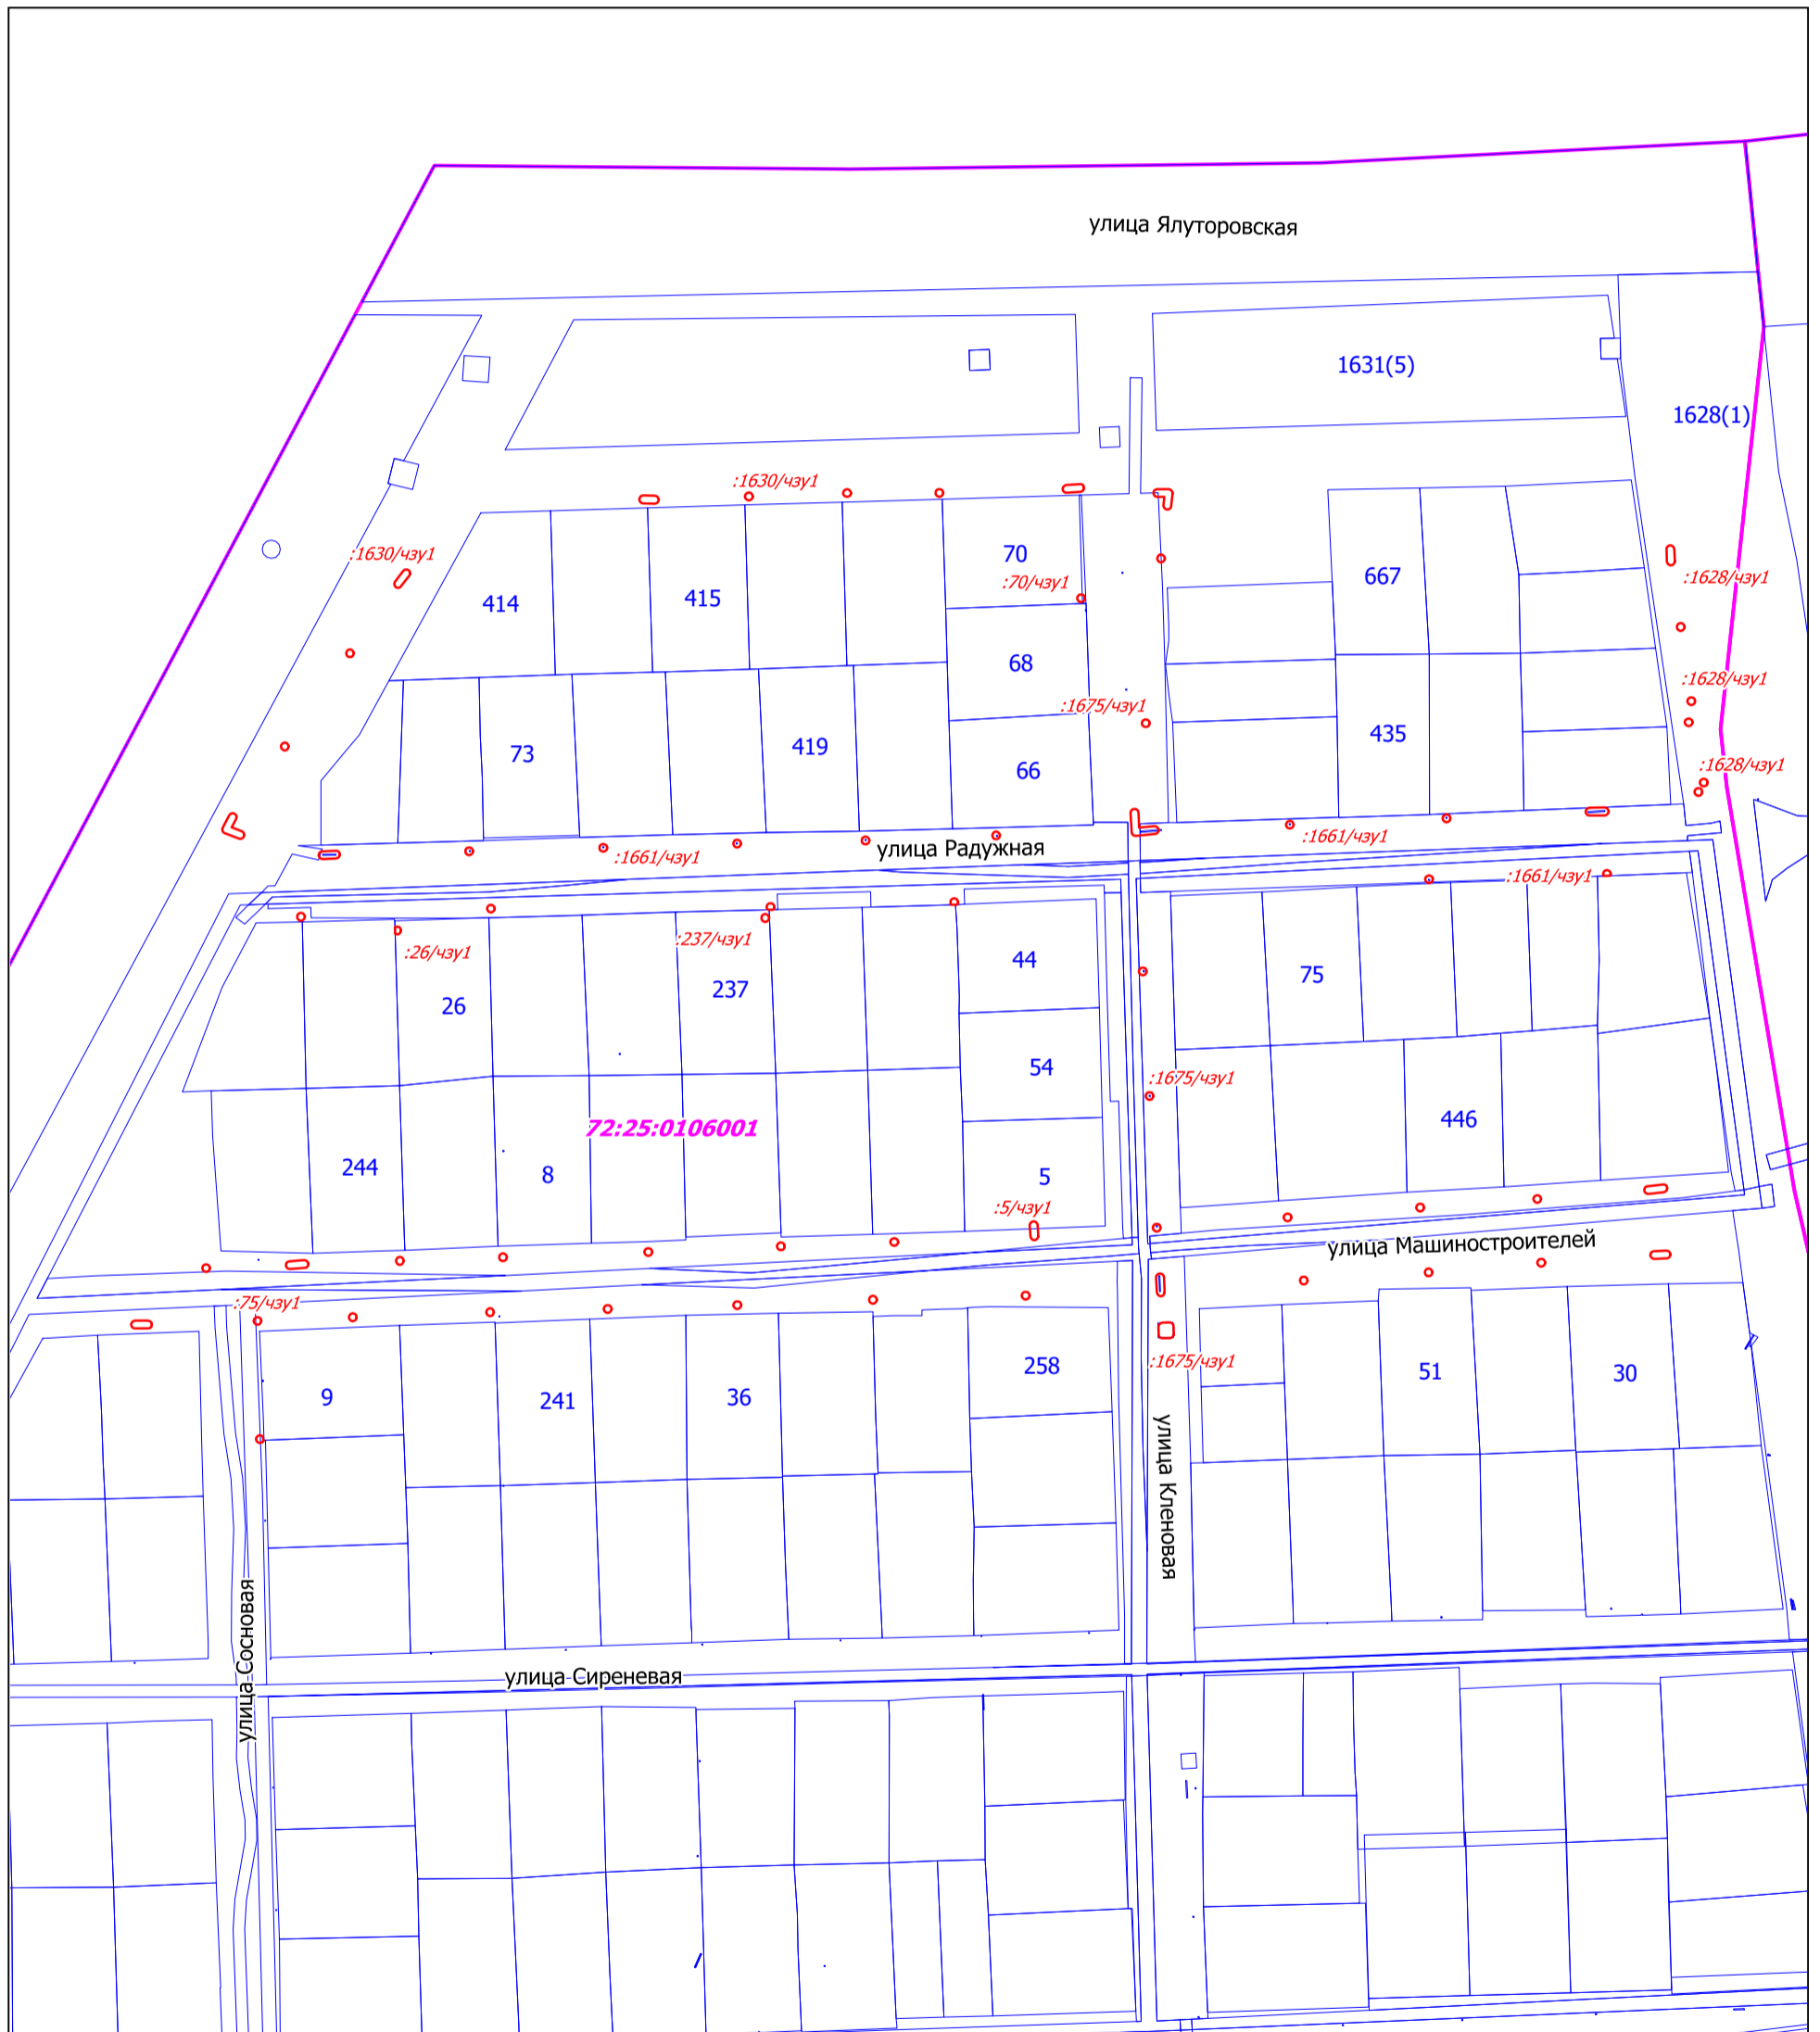 улица Ялуторовская
1631(5)
1628(1)
:1630/чзу1
:1630/чзу1
70
667
:1628/чзу1
:70/чзу1
414
415
68
:1628/чзу1
:1675/чзу1
435
73
419
66
:1628/чзу1
:1661/чзу1
улица Радужная
:1661/чзу1
:1661/чзу1
:237/чзу1
:26/чзу1
44
75
237
26
54
:1675/чзу1
446
72:25:0106001
244
8
5
:5/чзу1
улица Машиностроителей
:75/чзу1
:1675/чзу1
258
51
30
9
241
36
улица Кленовая
улица Сосновая
улица Сиреневая